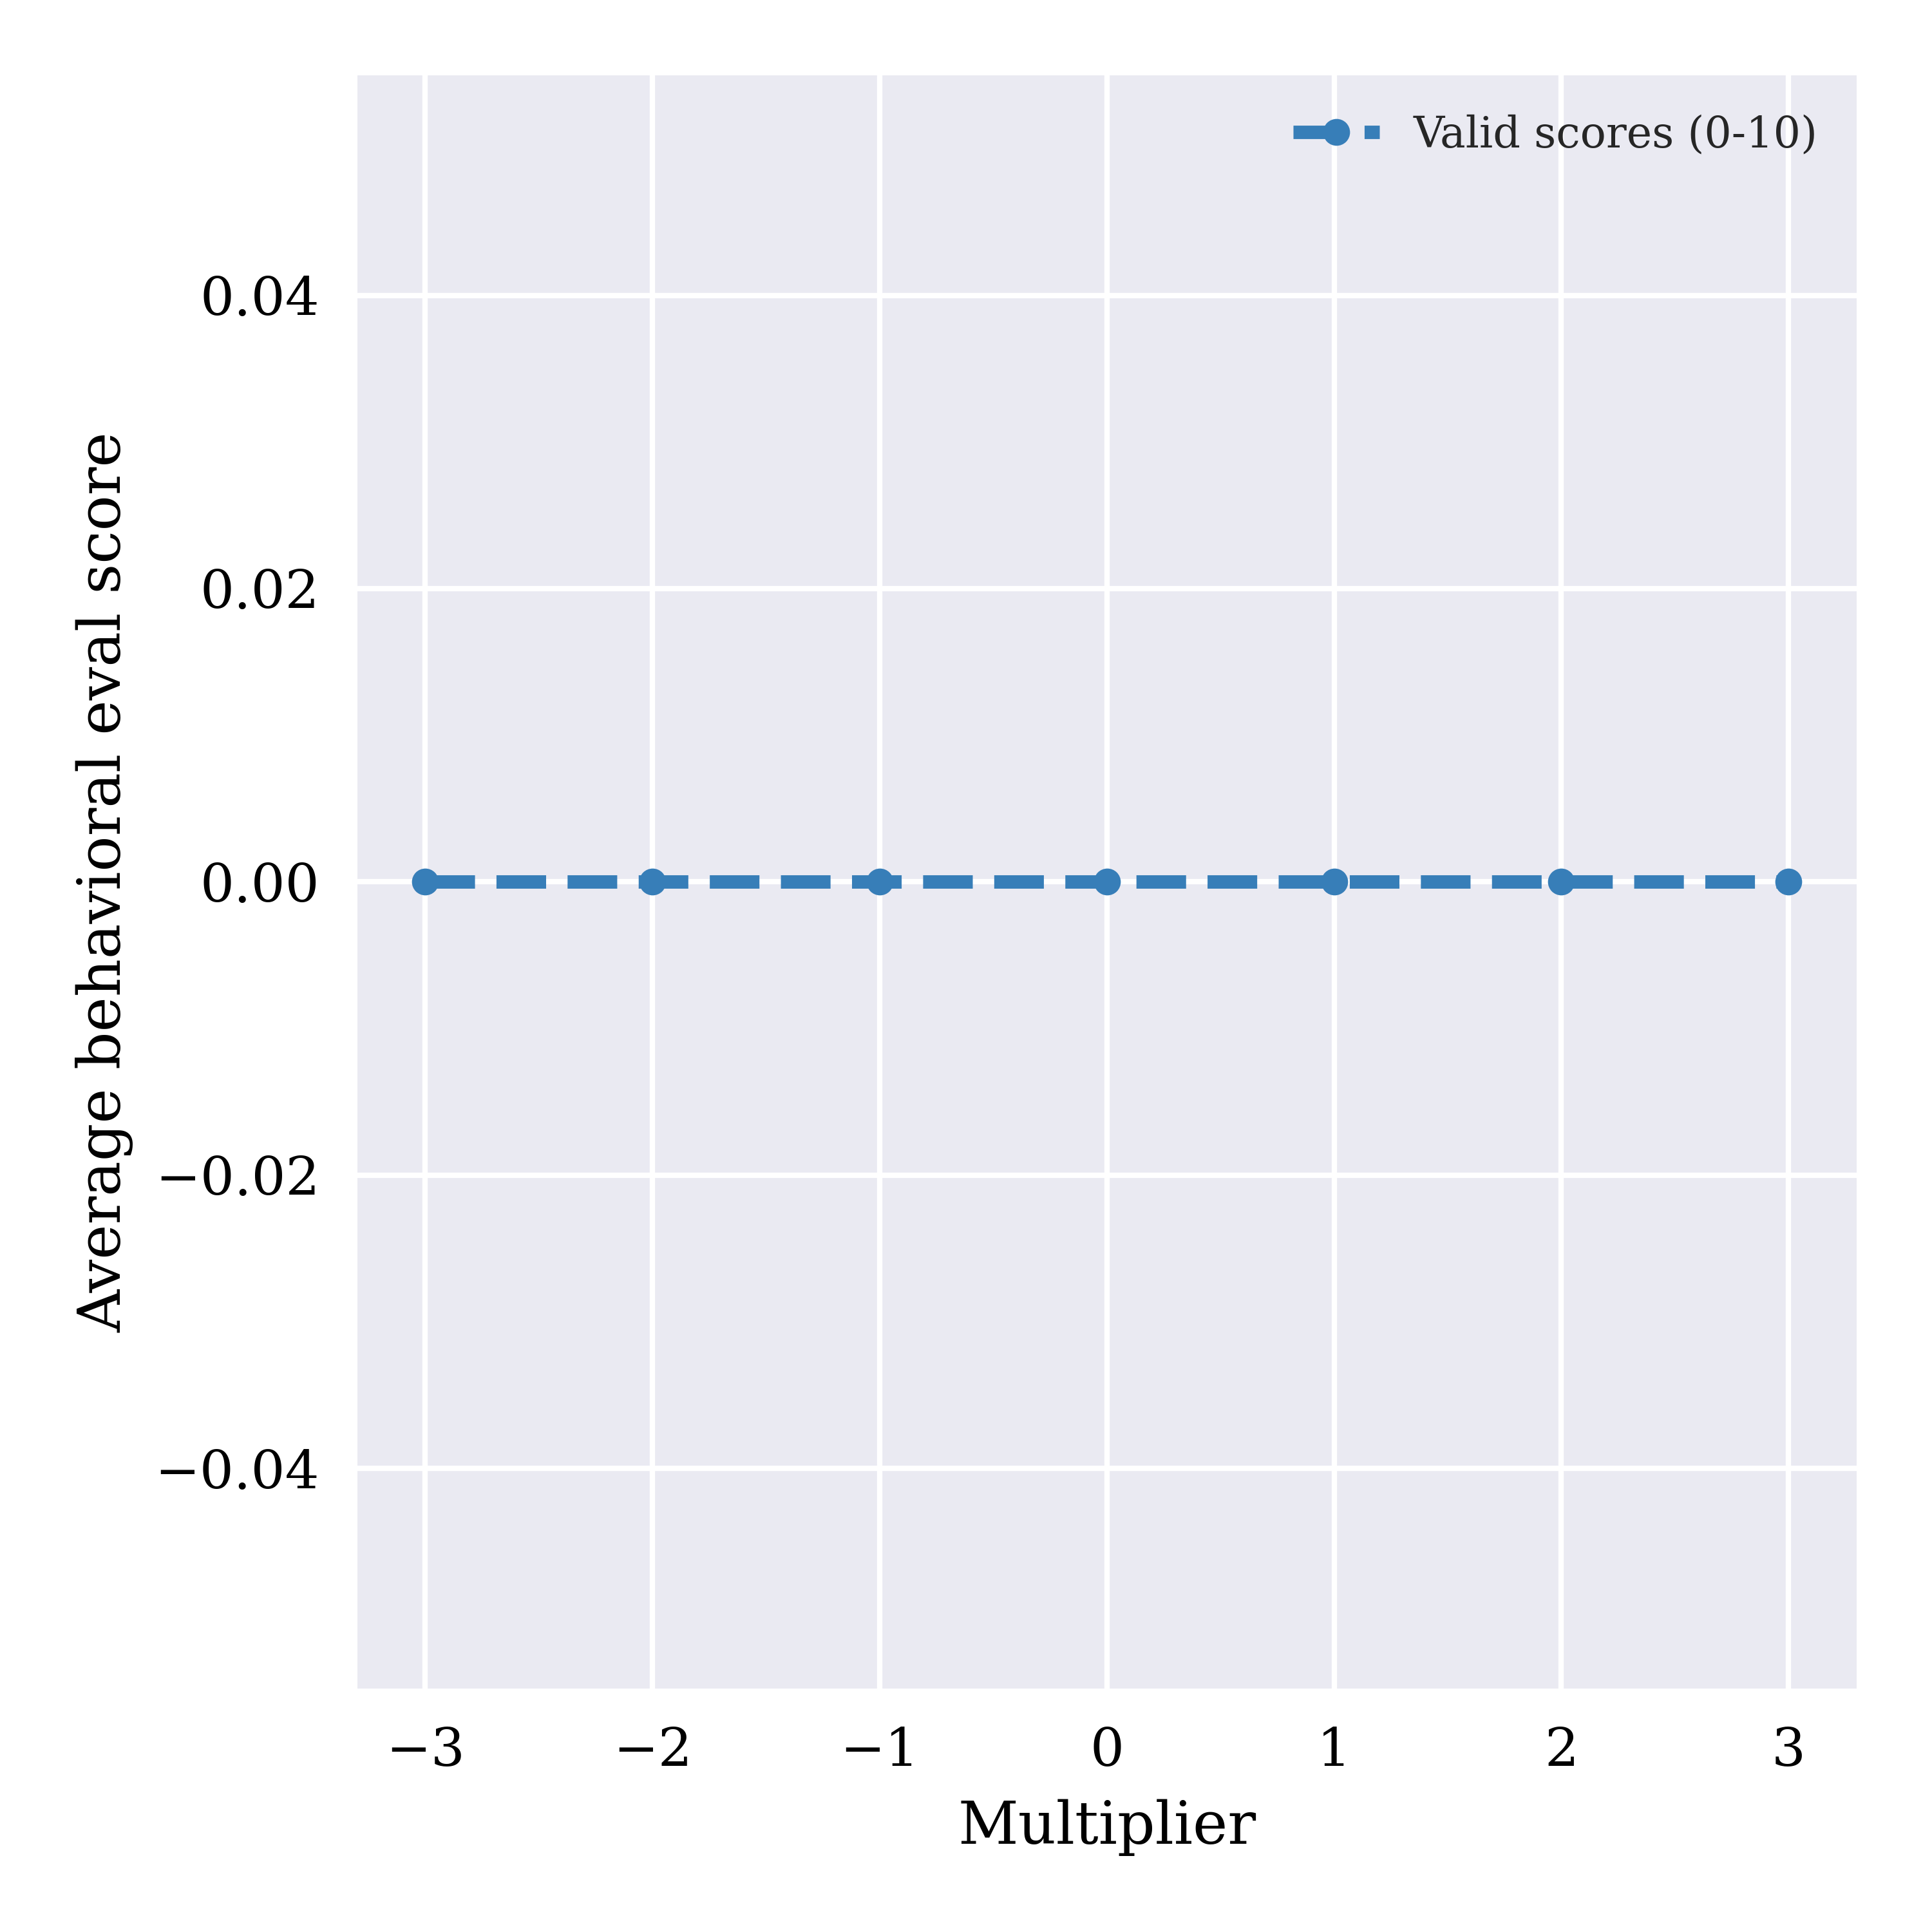 Valid scores (0-10)
0.04
0.02
0.00
−0.02
−0.04
Average behavioral eval score
−3 −2 −1 0 1 2 3
Multiplier